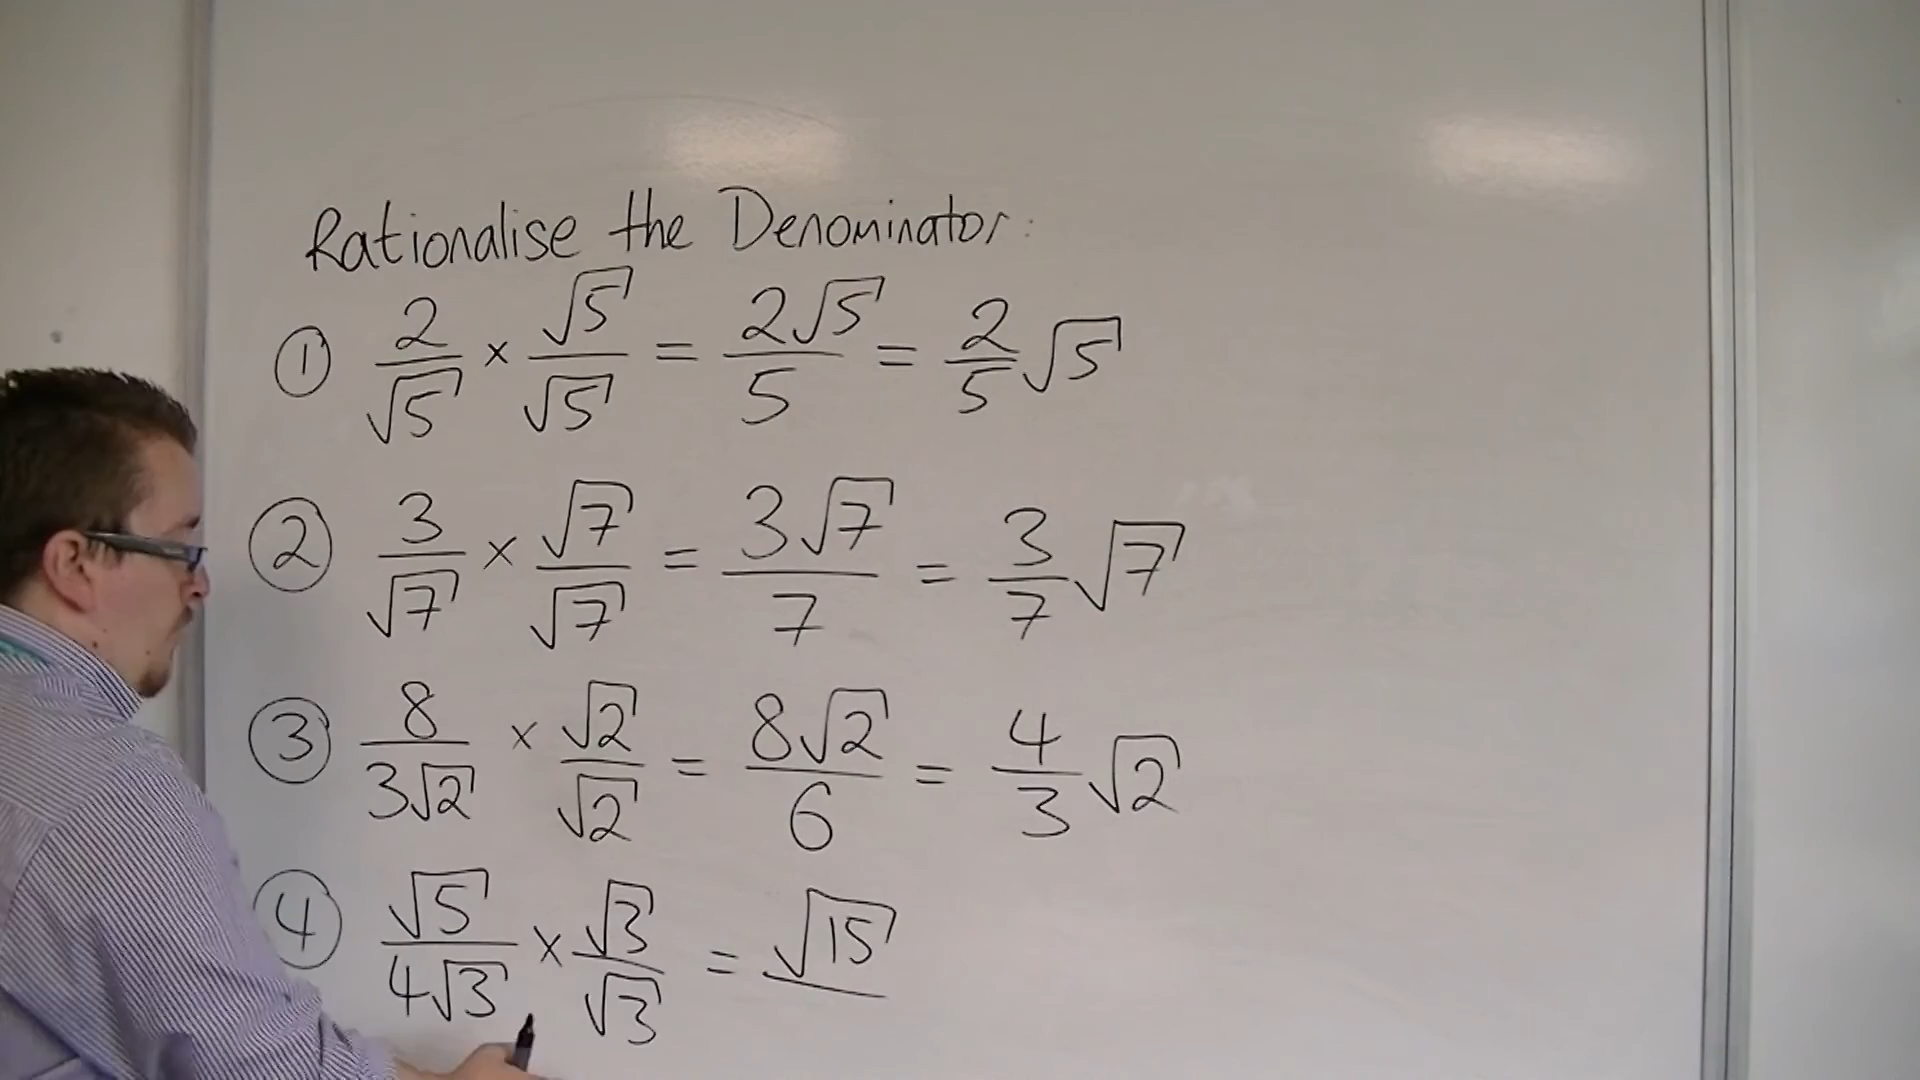 Rationalise the Denominator:
① 2/√5 × √5/√5 = 2√5/5 = 2/5 √5
② 3/√7 × √7/√7 = 3√7/7 = 3/7 √7
③ 8/3√2 × √2/√2 = 8√2/6 = 4/3 √2
④ √5/4√3 × √3/√3 = √15/